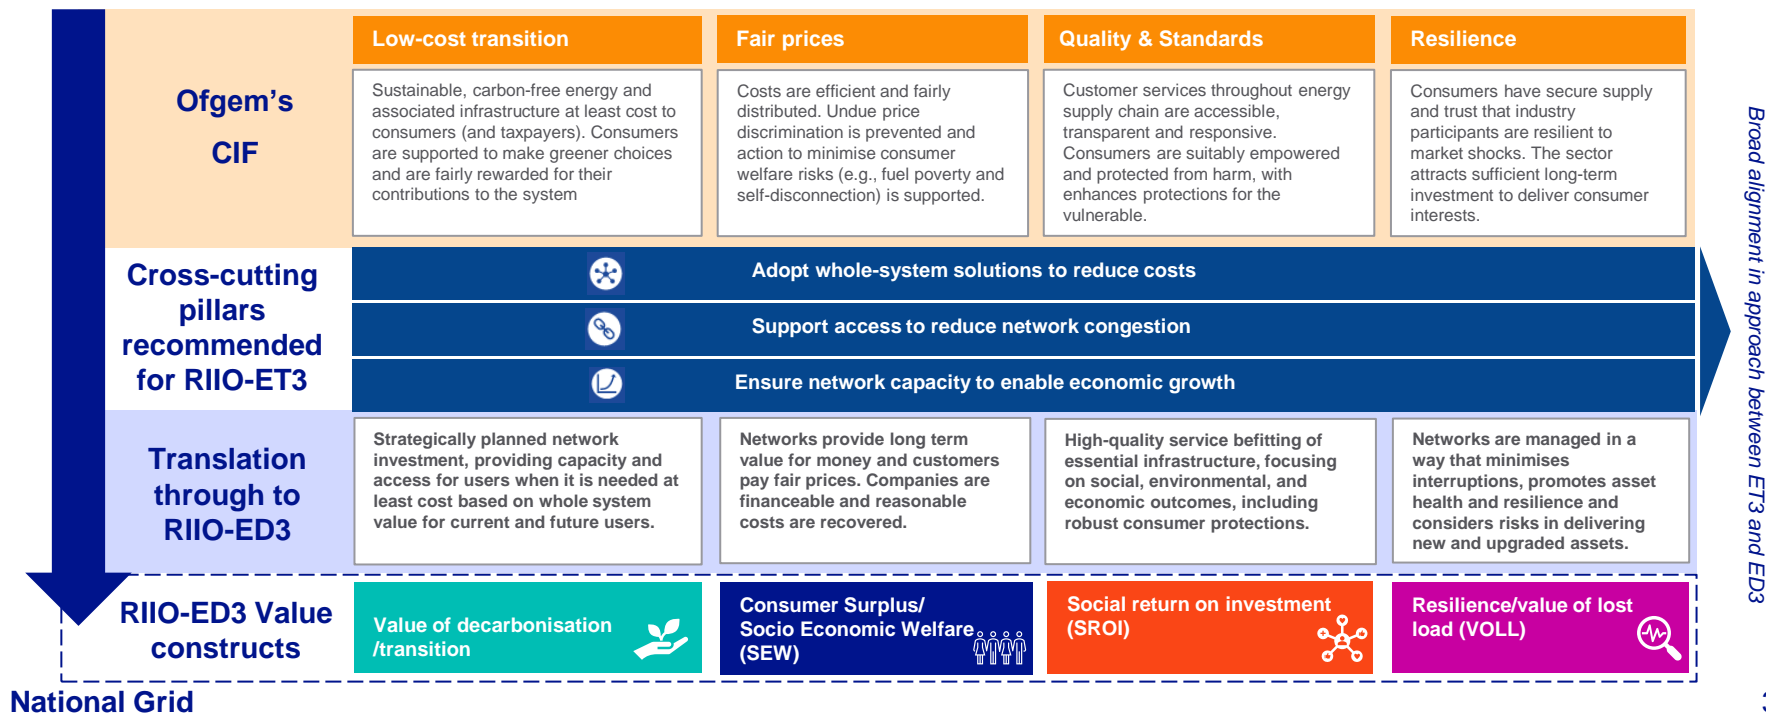 Low-cost transition
Fair prices
Quality & Standards
Resilience
Ofgem's
CIF
Sustainable, carbon-free energy and
associated infrastructure at least cost to
consumers (and taxpayers). Consumers
are supported to make greener choices
and are fairly rewarded for their
contributions to the system
Costs are efficient and fairly
distributed. Undue price
discrimination is prevented and
action to minimise consumer
welfare risks (e.g., fuel poverty and
self-disconnection) is supported.
Customer services throughout energy
supply chain are accessible,
transparent and responsive.
Consumers are suitably empowered
and protected from harm, with
enhances protections for the
vulnerable.
Consumers have secure supply
and trust that industry
participants are resilient to
market shocks. The sector
attracts sufficient long-term
investment to deliver consumer
interests.
Cross-cutting
pillars
recommended
for RIIO-ET3
Adopt whole-system solutions to reduce costs
Support access to reduce network congestion
Ensure network capacity to enable economic growth
Translation
through to
RIIO-ED3
Strategically planned network
investment, providing capacity and
access for users when it is needed at
least cost based on whole system
value for current and future users.
Networks provide long term
value for money and customers
pay fair prices. Companies are
financeable and reasonable
costs are recovered.
High-quality service befitting of
essential infrastructure, focusing
on social, environmental, and
economic outcomes, including
robust consumer protections.
Networks are managed in a
way that minimises
interruptions, promotes asset
health and resilience and
considers risks in delivering
new and upgraded assets.
RIIO-ED3 Value
constructs
Value of decarbonisation
/transition
Consumer Surplus/
Socio Economic Welfare
(SEW)
Social return on investment
(SROI)
Resilience/value of lost
load (VOLL)
Broad alignment in approach between ET3 and ED3
National Grid